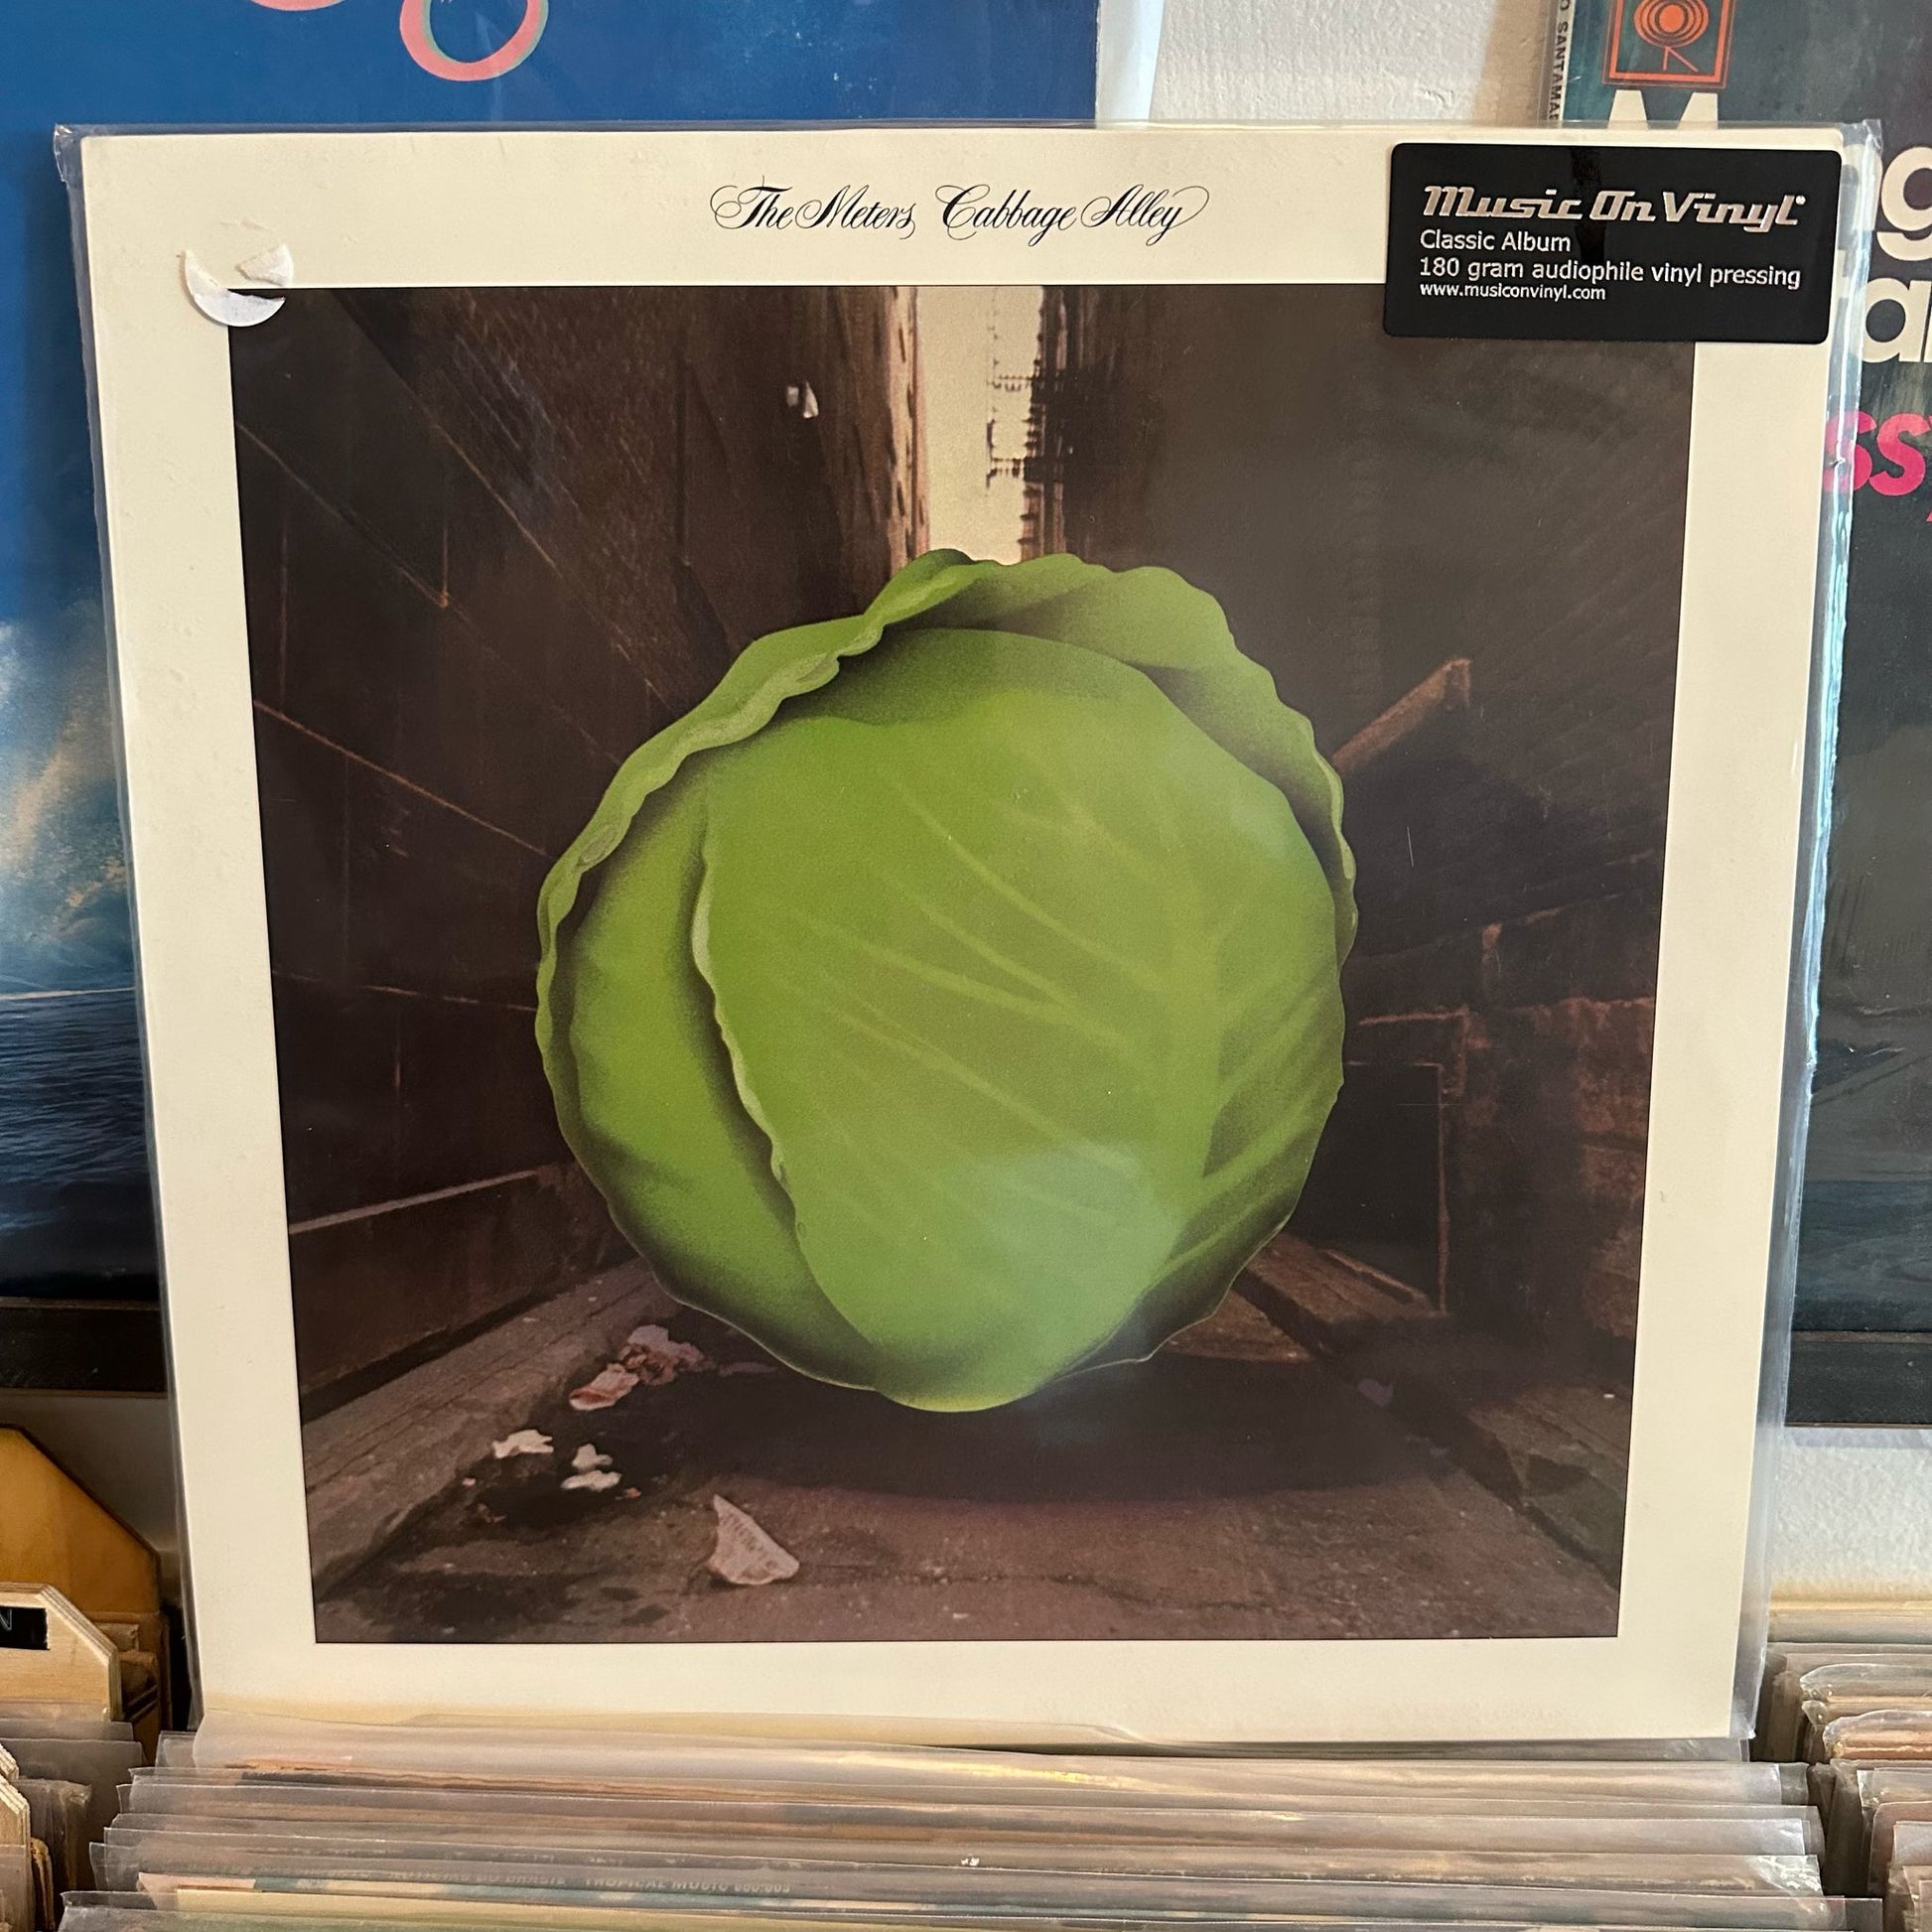 The Meters Cabbage Alley
Music On Vinyl
Classic Album
180 gram audiophile vinyl pressing
www.musiconvinyl.com